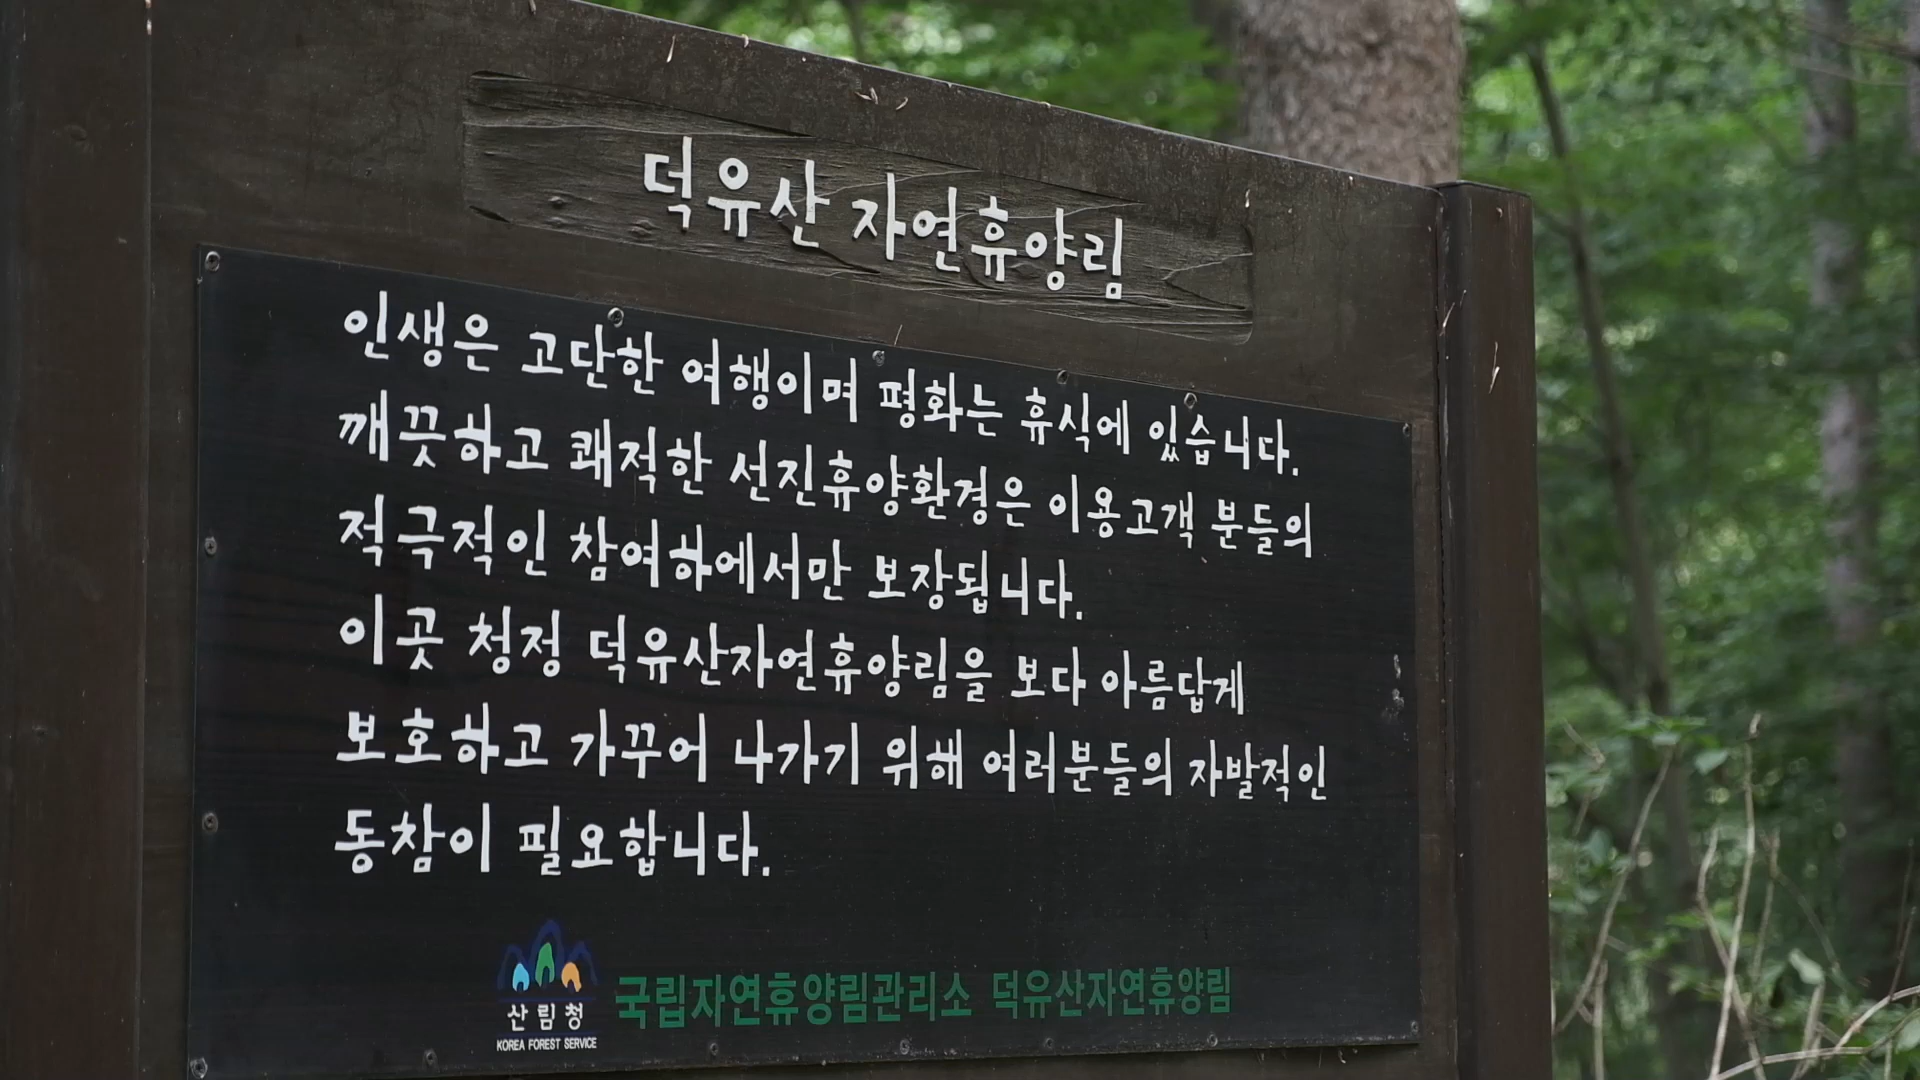 덕유산 자연휴양림
인생은 고단한 여행이며 평화는 휴식에 있습니다.
깨끗하고 쾌적한 선진휴양환경은 이용고객 분들의
적극적인 참여하에서만 보장됩니다.
이곳 청정 덕유산자연휴양림을 보다 아름답게
보호하고 가꾸어 나가기 위해 여러분들의 자발적인
동참이 필요합니다.
산림청
KOREA FOREST SERVICE
국립자연휴양림관리소 덕유산자연휴양림